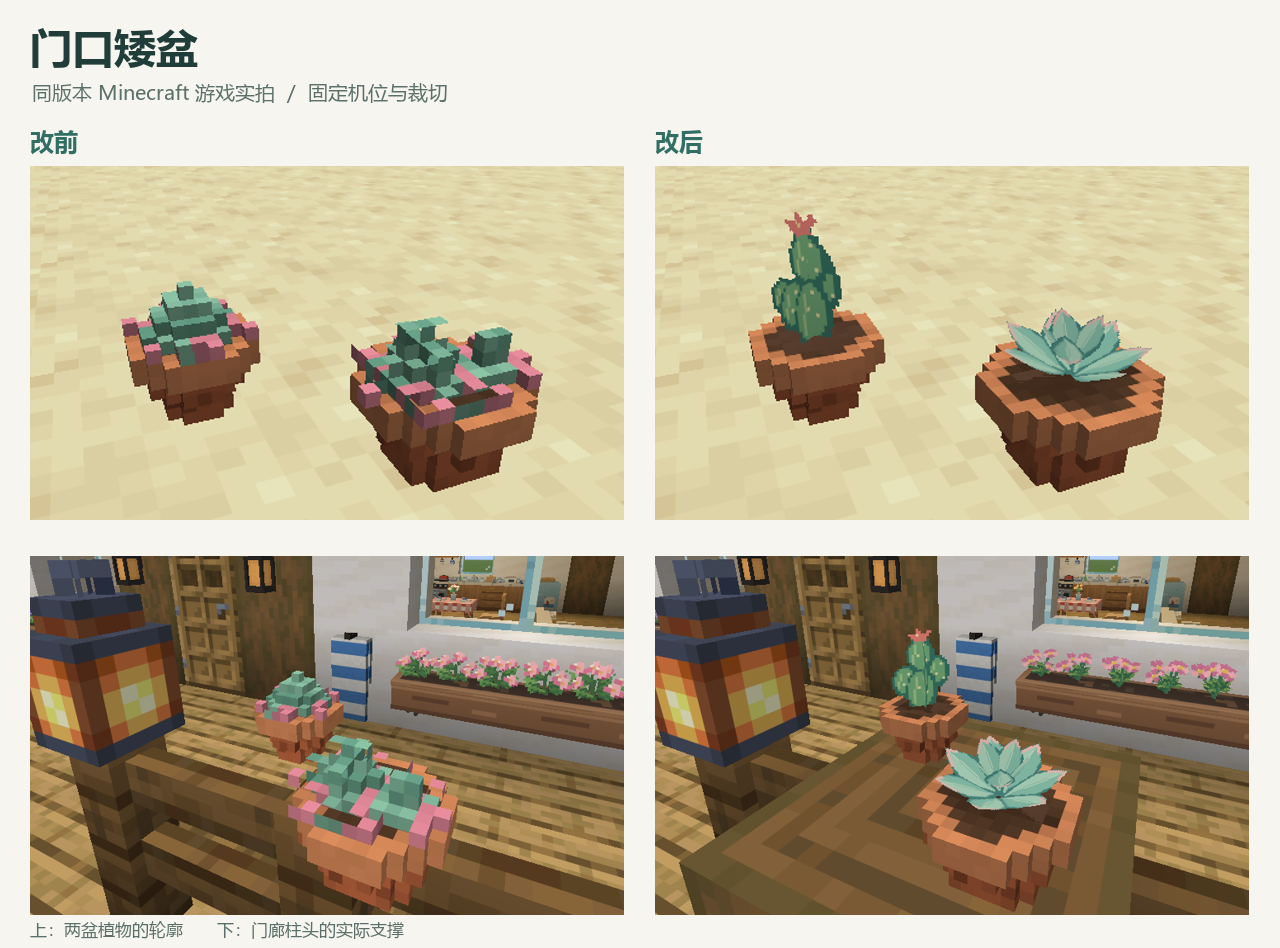 门口矮盆
同版本 Minecraft 游戏实拍 / 固定机位与裁切
改前
改后
上：两盆植物的轮廓 下：门廊柱头的实际支撑